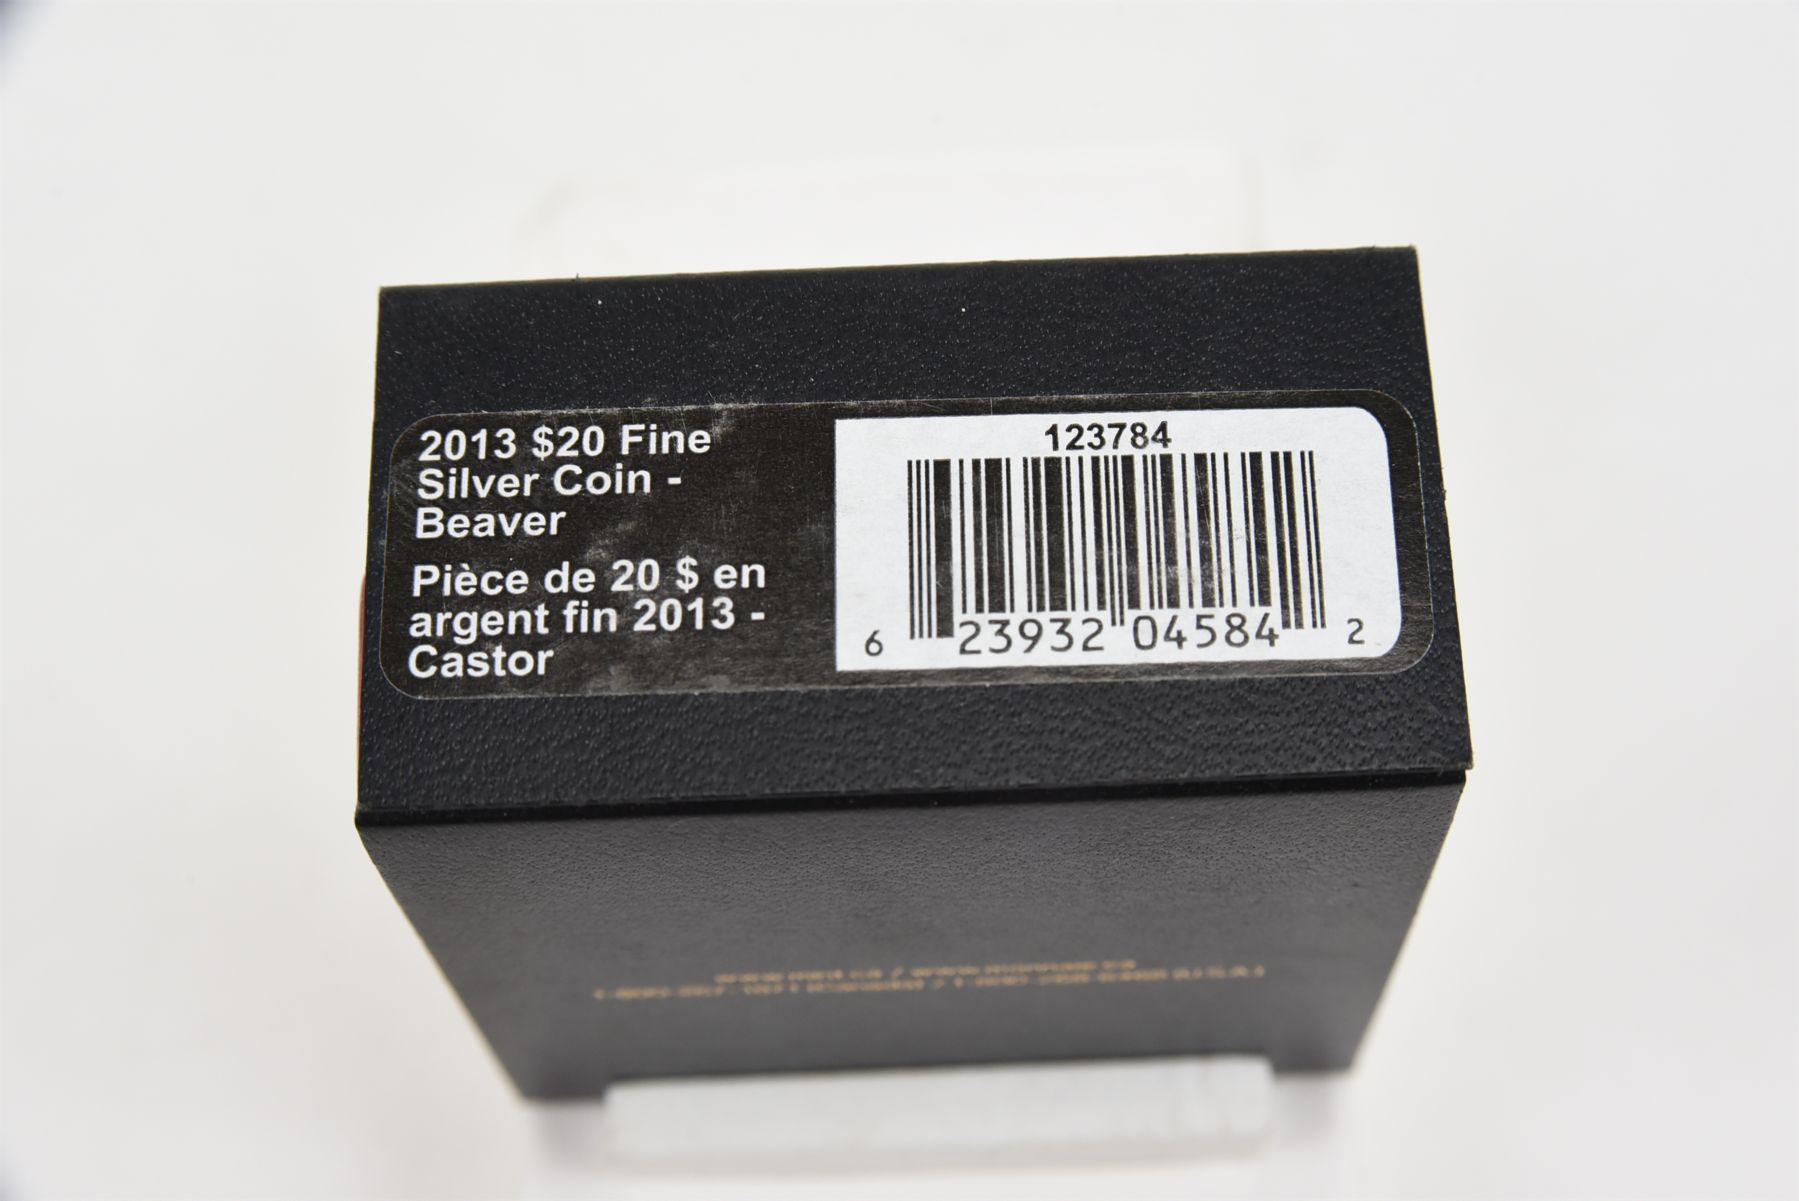 2013 $20 Fine
Silver Coin -
Beaver
Pièce de 20 $ en
argent fin 2013 -
Castor
123784
6 23932 04584 2